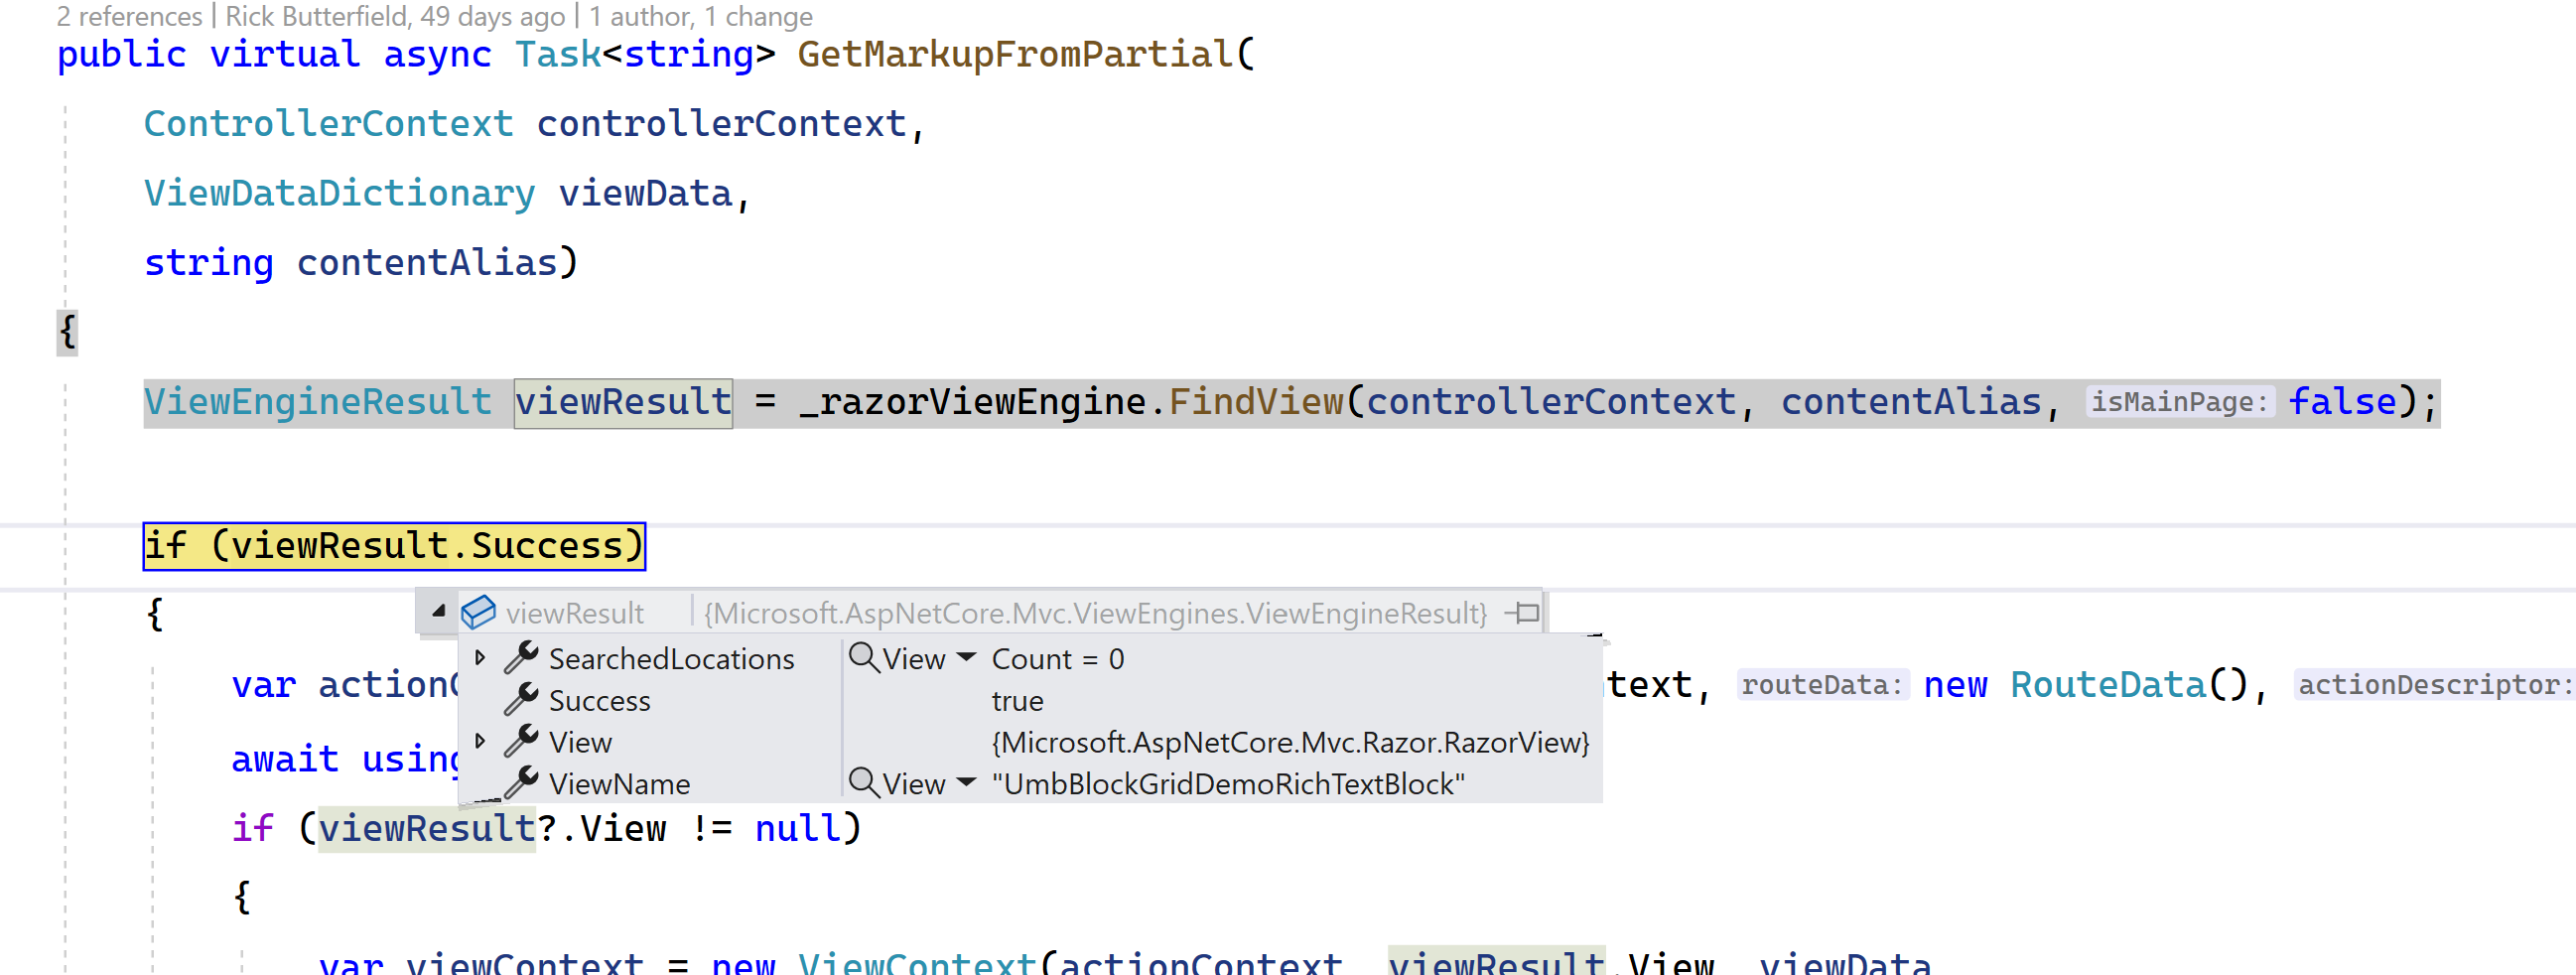 2 references | Rick Butterfield, 49 days ago | 1 author, 1 change
public virtual async Task<string> GetMarkupFromPartial(
ControllerContext controllerContext,
ViewDataDictionary viewData,
string contentAlias)
{
ViewEngineResult viewResult = _razorViewEngine.FindView(controllerContext, contentAlias, isMainPage: false);
if (viewResult.Success)
{
viewResult {Microsoft.AspNetCore.Mvc.ViewEngines.ViewEngineResult}
SearchedLocations View Count = 0
var text, routeData: new RouteData(), actionDescriptor:
Success true
View {Microsoft.AspNetCore.Mvc.Razor.RazorView}
await using
ViewName View "UmbBlockGridDemoRichTextBlock"
if (viewResult?.View != null)
{
var viewContext = new ViewContext(actionContext viewResult.View viewData